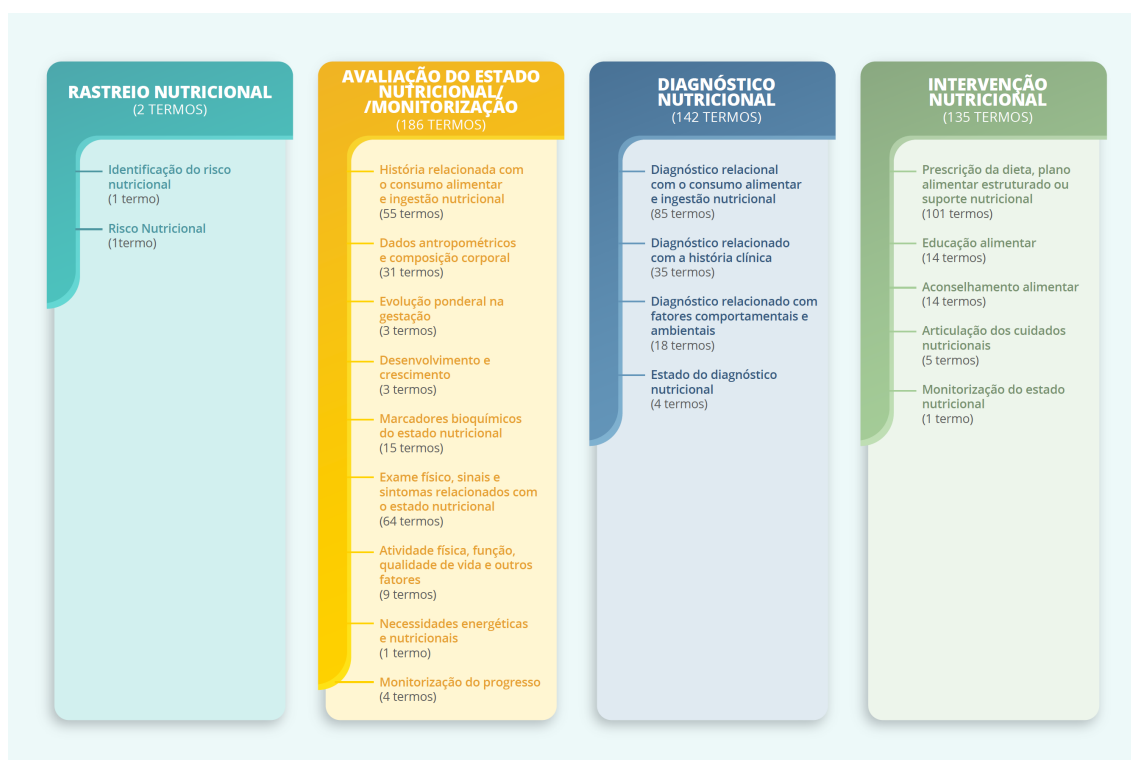 RASTREIO NUTRICIONAL
(2 TERMOS)
Identificação do risco
nutricional
(1 termo)
Risco Nutricional
(1termo)
AVALIAÇÃO DO ESTADO
NUTRICIONAL/
/MONITORIZAÇÃO
(186 TERMOS)
História relacionada com
o consumo alimentar
e ingestão nutricional
(55 termos)
Dados antropométricos
e composição corporal
(31 termos)
Evolução ponderal na
gestação
(3 termos)
Desenvolvimento e
crescimento
(3 termos)
Marcadores bioquímicos
do estado nutricional
(15 termos)
Exame físico, sinais e
sintomas relacionados com
o estado nutricional
(64 termos)
Atividade física, função,
qualidade de vida e outros
fatores
(9 termos)
Necessidades energéticas
e nutricionais
(1 termo)
Monitorização do progresso
(4 termos)
DIAGNÓSTICO
NUTRICIONAL
(142 TERMOS)
Diagnóstico relacional
com o consumo alimentar
e ingestão nutricional
(85 termos)
Diagnóstico relacionado
com a história clínica
(35 termos)
Diagnóstico relacionado com
fatores comportamentais e
ambientais
(18 termos)
Estado do diagnóstico
nutricional
(4 termos)
INTERVENÇÃO
NUTRICIONAL
(135 TERMOS)
Prescrição da dieta, plano
alimentar estruturado ou
suporte nutricional
(101 termos)
Educação alimentar
(14 termos)
Aconselhamento alimentar
(14 termos)
Articulação dos cuidados
nutricionais
(5 termos)
Monitorização do estado
nutricional
(1 termo)